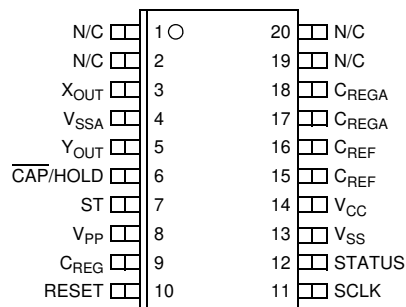 N/C 1 20 N/C
N/C 2 19 N/C
XOUT 3 18 CREGA
VSSA 4 17 CREGA
YOUT 5 16 CREF
CAP/HOLD 6 15 CREF
ST 7 14 VCC
VPP 8 13 VSS
CREG 9 12 STATUS
RESET 10 11 SCLK